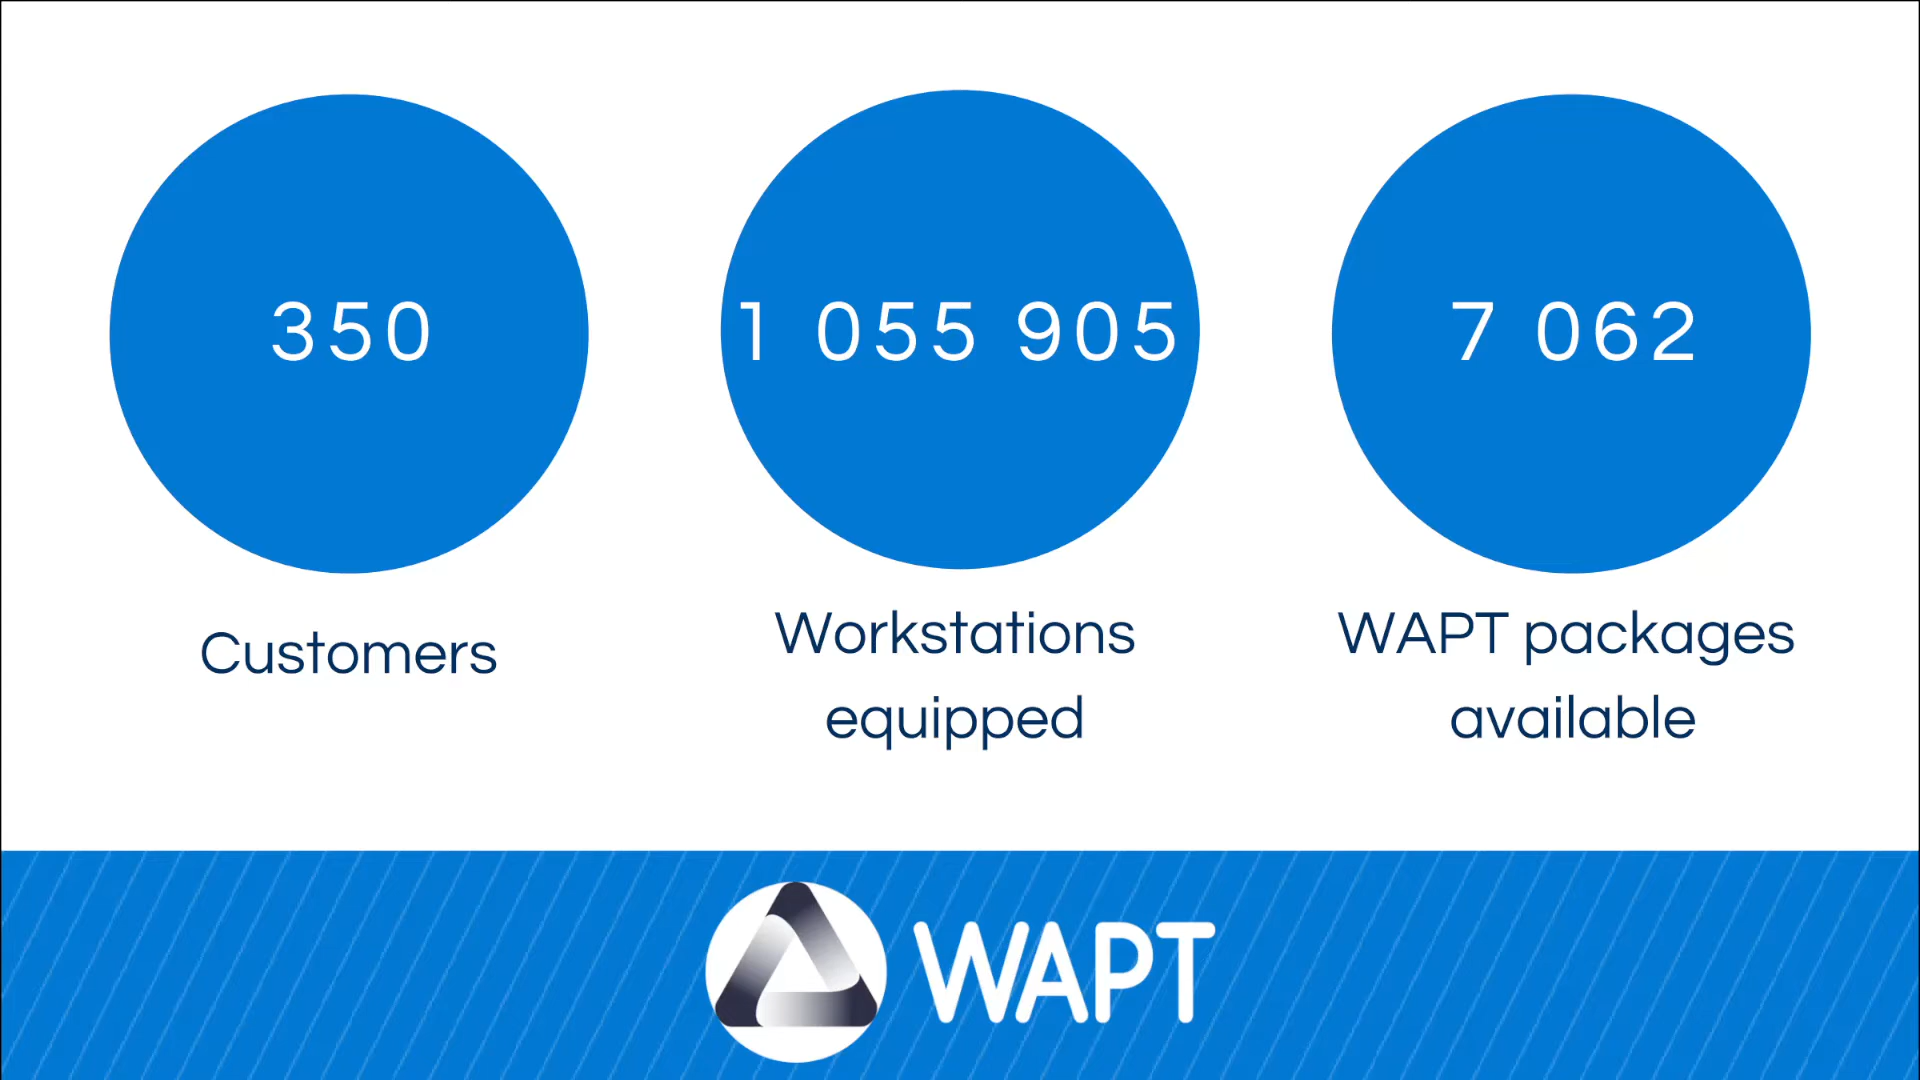 350
Customers
1 055 905
Workstations
equipped
7 062
WAPT packages
available
WAPT